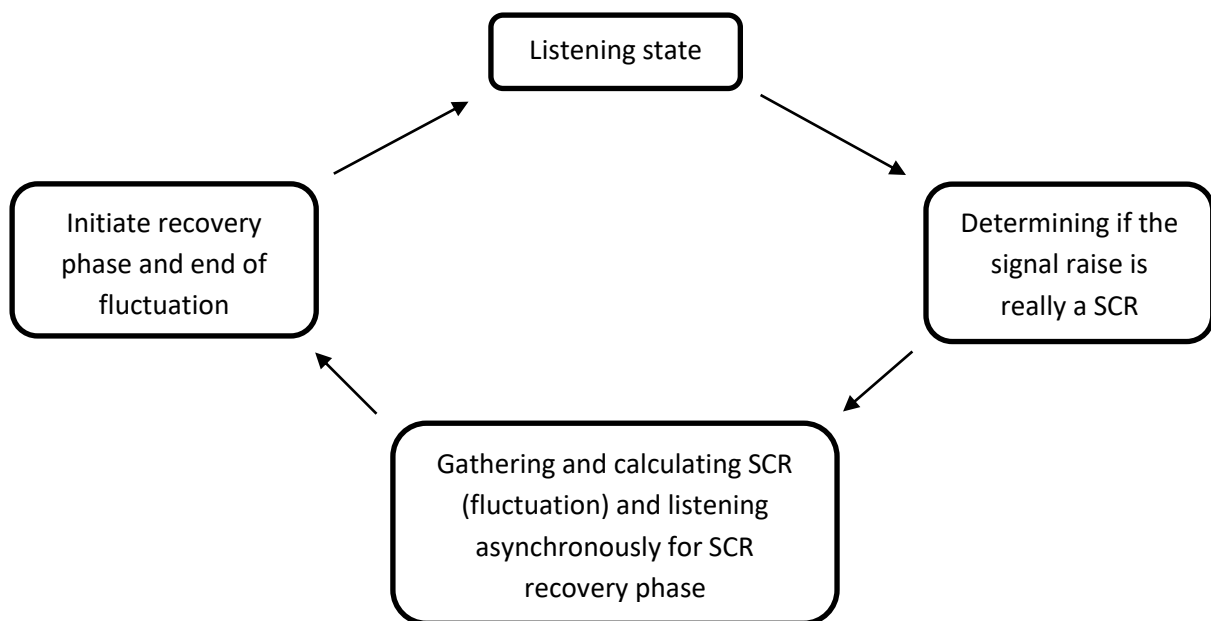 Listening state
Determining if the
signal raise is
really a SCR
Gathering and calculating SCR
(fluctuation) and listening
asynchronously for SCR
recovery phase
Initiate recovery
phase and end of
fluctuation